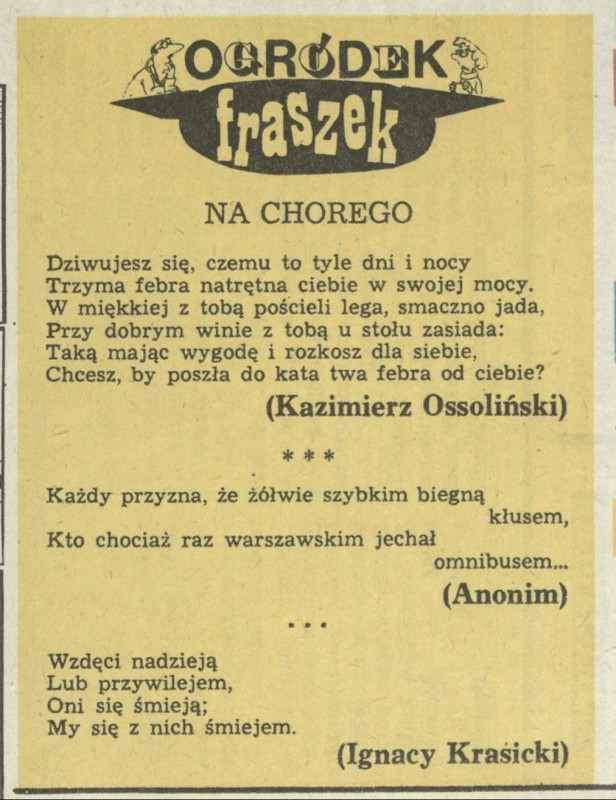 OGRÓDEK
fraszek
NA CHOREGO
Dziwujesz się, czemu to tyle dni i nocy
Trzyma febra natrętna ciebie w swojej mocy.
W miękkiej z tobą pościeli lega, smaczno jada,
Przy dobrym winie z tobą u stołu zasiada:
Taką mając wygodę i rozkosz dla siebie,
Chcesz, by poszła do kata twa febra od ciebie?
(Kazimierz Ossoliński)
* * *
Każdy przyzna, że żółwie szybkim biegną
kłusem,
Kto chociaż raz warszawskim jechał
omnibusem...
(Anonim)
...
Wzdęci nadzieją
Lub przywilejem,
Oni się śmieją;
My się z nich śmiejem.
(Ignacy Krasicki)